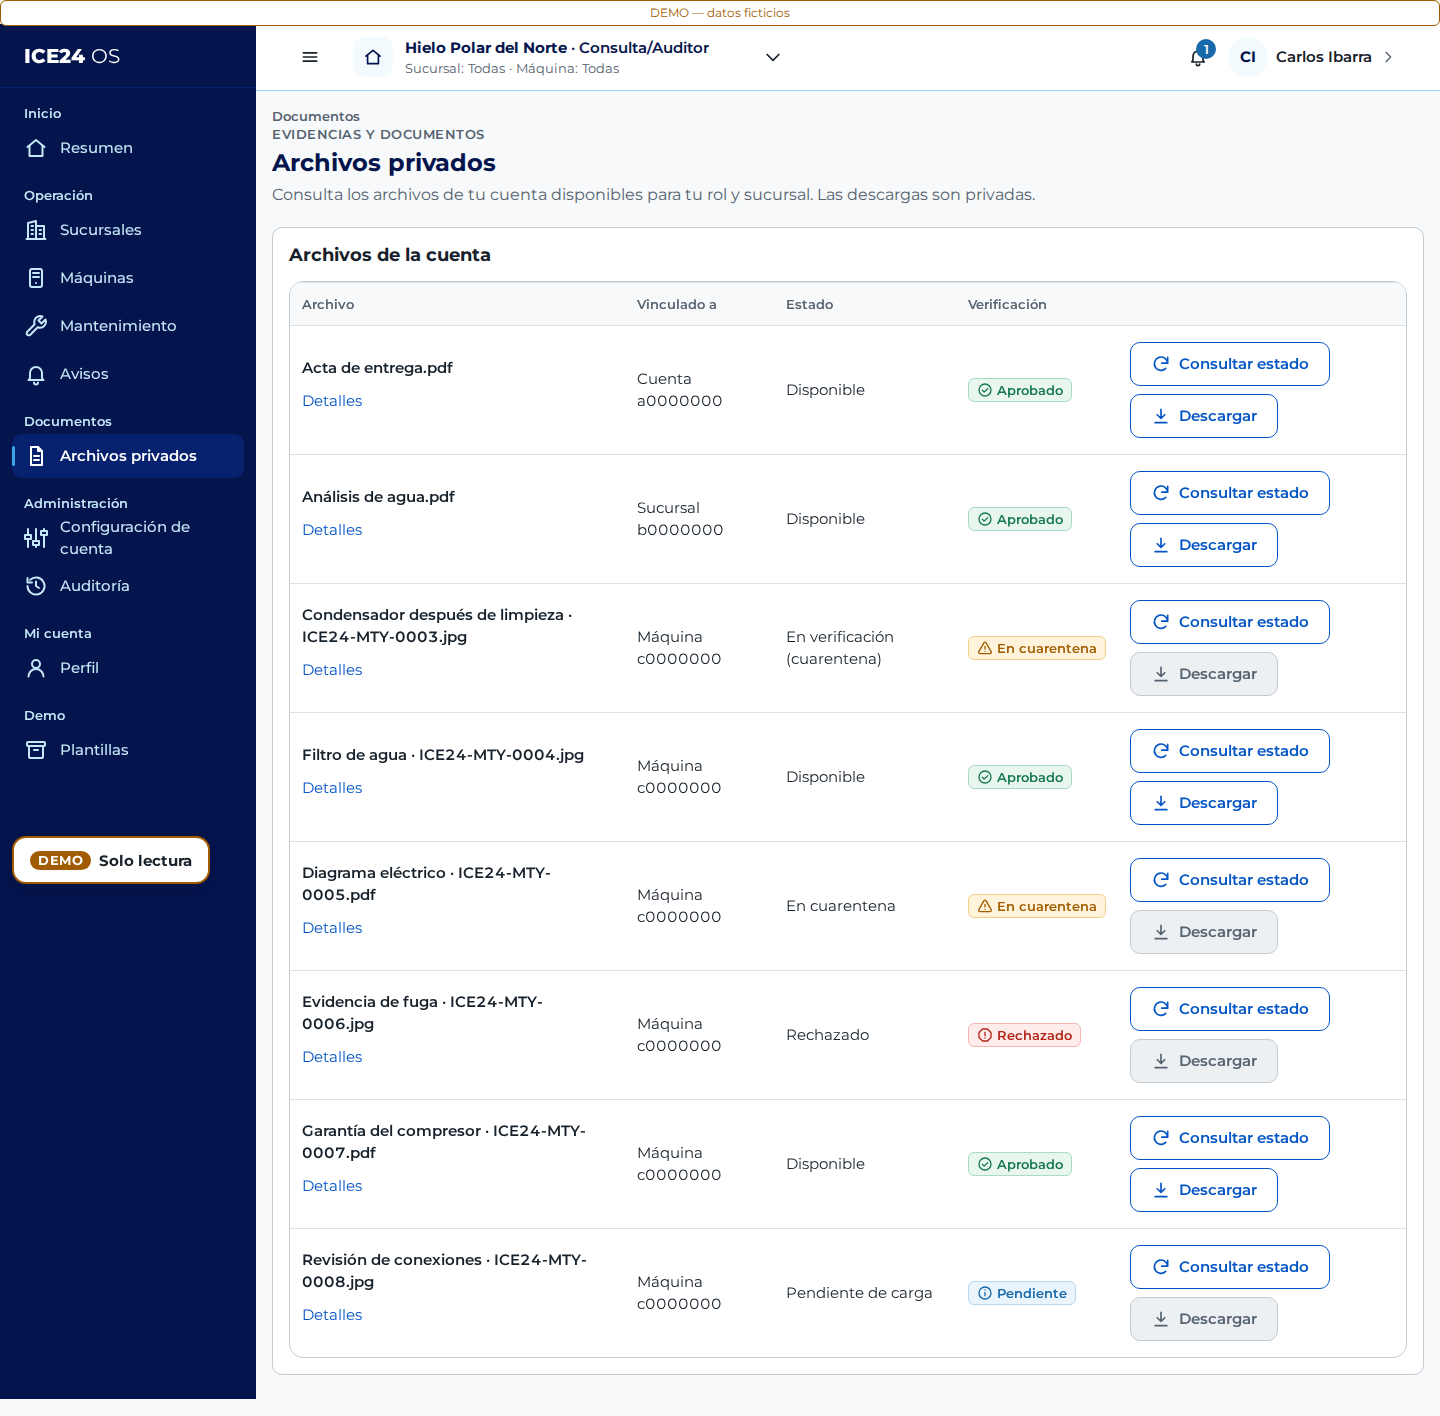 DEMO — datos ficticios
ICE24 OS
Inicio
Resumen
Operación
Sucursales
Máquinas
Mantenimiento
Avisos
Documentos
Archivos privados
Administración
Configuración de
cuenta
Auditoría
Mi cuenta
Perfil
Demo
Plantillas
DEMO Solo lectura
Hielo Polar del Norte · Consulta/Auditor
Sucursal: Todas · Máquina: Todas
1
CI Carlos Ibarra
Documentos
EVIDENCIAS Y DOCUMENTOS
Archivos privados
Consulta los archivos de tu cuenta disponibles para tu rol y sucursal. Las descargas son privadas.
Archivos de la cuenta
Archivo Vinculado a Estado Verificación
Acta de entrega.pdf
Detalles
Cuenta
a0000000
Disponible
Aprobado
Consultar estado
Descargar
Análisis de agua.pdf
Detalles
Sucursal
b0000000
Disponible
Aprobado
Consultar estado
Descargar
Condensador después de limpieza ·
ICE24-MTY-0003.jpg
Detalles
Máquina
c0000000
En verificación
(cuarentena)
En cuarentena
Consultar estado
Descargar
Filtro de agua · ICE24-MTY-0004.jpg
Detalles
Máquina
c0000000
Disponible
Aprobado
Consultar estado
Descargar
Diagrama eléctrico · ICE24-MTY-
0005.pdf
Detalles
Máquina
c0000000
En cuarentena
En cuarentena
Consultar estado
Descargar
Evidencia de fuga · ICE24-MTY-
0006.jpg
Detalles
Máquina
c0000000
Rechazado
Rechazado
Consultar estado
Descargar
Garantía del compresor · ICE24-MTY-
0007.pdf
Detalles
Máquina
c0000000
Disponible
Aprobado
Consultar estado
Descargar
Revisión de conexiones · ICE24-MTY-
0008.jpg
Detalles
Máquina
c0000000
Pendiente de carga
Pendiente
Consultar estado
Descargar